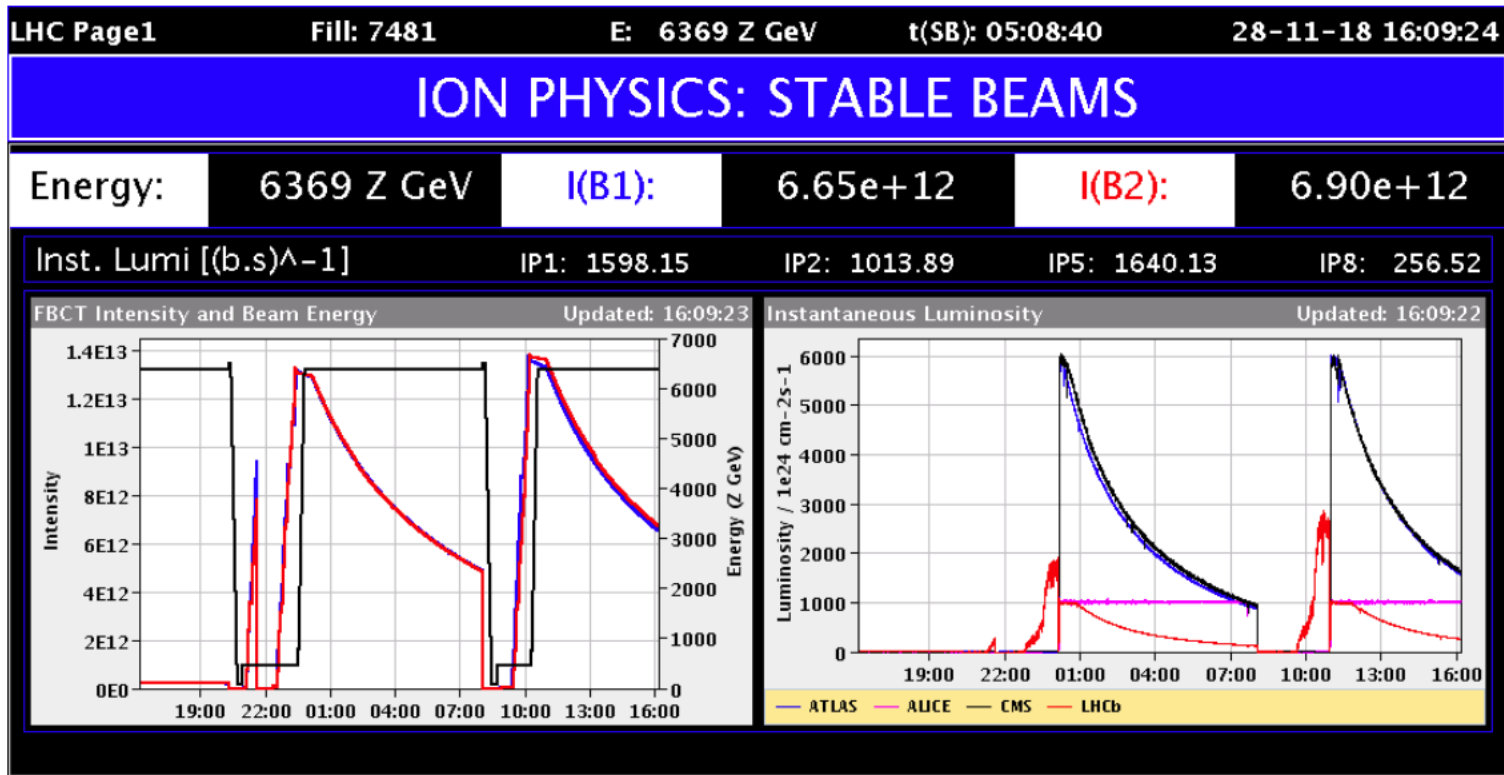 LHC Page1 Fill: 7481 E: 6369 Z GeV t(SB): 05:08:40 28-11-18 16:09:24
ION PHYSICS: STABLE BEAMS
Energy: 6369 Z GeV I(B1): 6.65e+12 I(B2): 6.90e+12
Inst. Lumi [(b.s)^-1] IP1: 1598.15 IP2: 1013.89 IP5: 1640.13 IP8: 256.52
FBCT Intensity and Beam Energy Updated: 16:09:23
1.4E13
1.2E13
1E13
8E12
6E12
4E12
2E12
0E0
Intensity
7000
6000
5000
4000
3000
2000
1000
0
Energy (Z GeV)
19:00 22:00 01:00 04:00 07:00 10:00 13:00 16:00
Instantaneous Luminosity Updated: 16:09:22
6000
5000
4000
3000
2000
1000
0
Luminosity / 1e24 cm-2s-1
19:00 22:00 01:00 04:00 07:00 10:00 13:00 16:00
ATLAS ALICE CMS LHCb